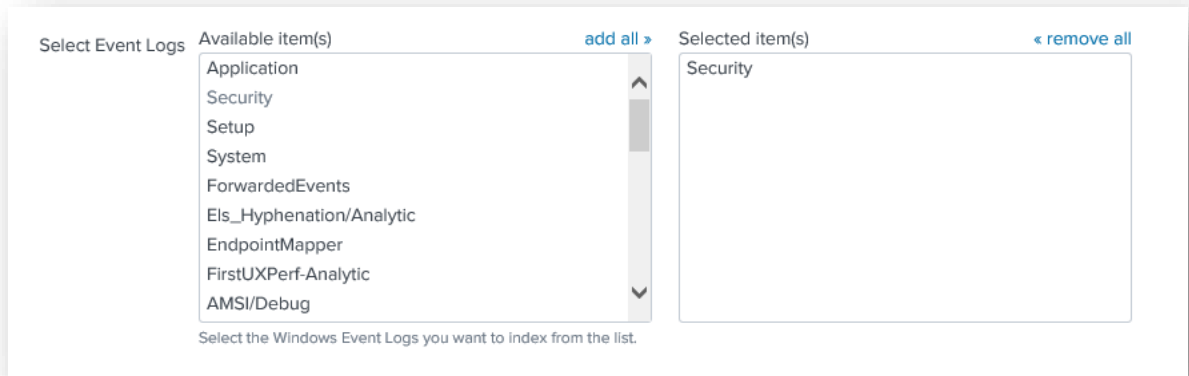 Select Event Logs
Available item(s)
add all »
Application
Security
Setup
System
ForwardedEvents
Els_Hyphenation/Analytic
EndpointMapper
FirstUXPerf-Analytic
AMSI/Debug
Select the Windows Event Logs you want to index from the list.
Selected item(s)
« remove all
Security